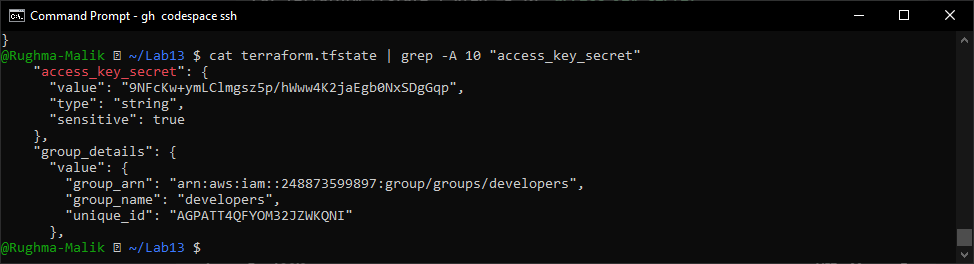 Command Prompt - gh codespace ssh
}
@Rughma-Malik ~/Lab13 $ cat terraform.tfstate | grep -A 10 "access_key_secret"
    "access_key_secret": {
      "value": "9NFcKw+ymLClmgsz5p/hWww4K2jaEgb0NxSDgGqp",
      "type": "string",
      "sensitive": true
    },
    "group_details": {
      "value": {
        "group_arn": "arn:aws:iam::248873599897:group/groups/developers",
        "group_name": "developers",
        "unique_id": "AGPATT4QFYOM32JZWKQNI"
      },
@Rughma-Malik ~/Lab13 $